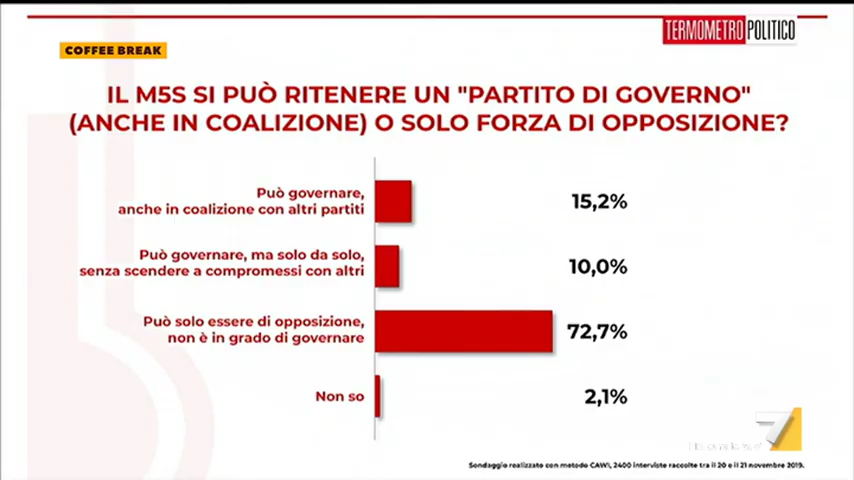 TERMOMETROPOLITICO
COFFEE BREAK
IL M5S SI PUÒ RITENERE UN "PARTITO DI GOVERNO"
(ANCHE IN COALIZIONE) O SOLO FORZA DI OPPOSIZIONE?
Può governare,
anche in coalizione con altri partiti
15,2%
Può governare, ma solo da solo,
senza scendere a compromessi con altri
10,0%
Può solo essere di opposizione,
non è in grado di governare
72,7%
Non so
2,1%
7
Sondaggio realizzato con metodo CAWI, 2400 interviste raccolte tra il 20 e il 21 novembre 2019.